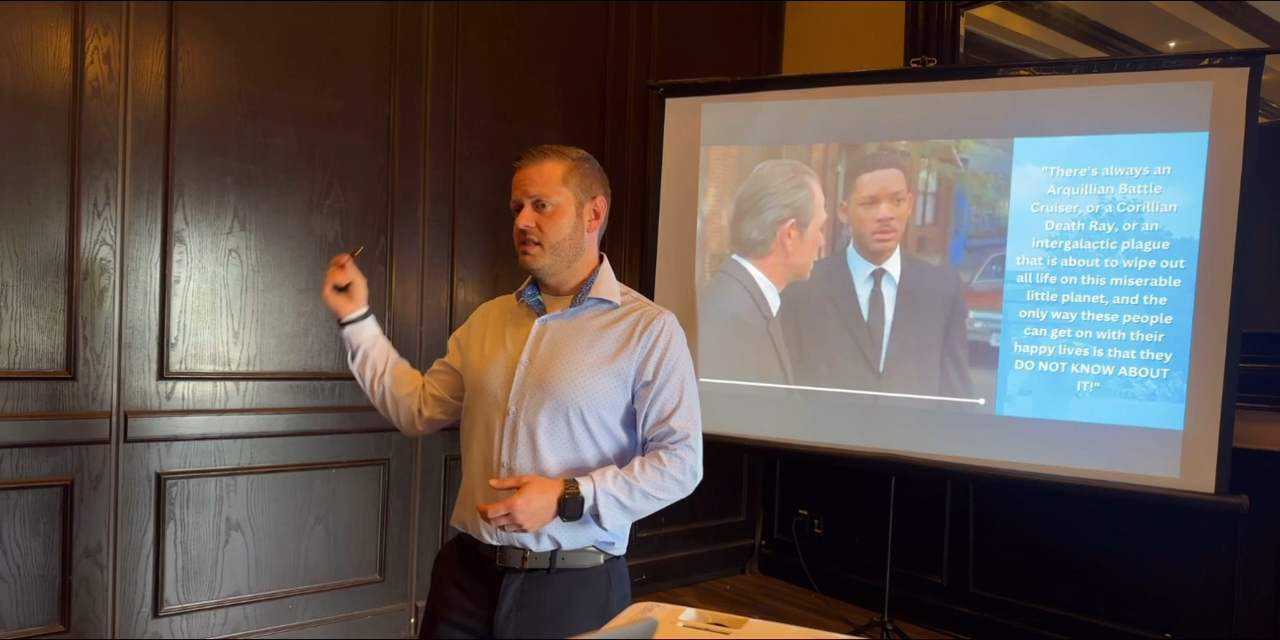 "There's always an
Arquillian Battle
Cruiser, or a Corillian
Death Ray, or an
intergalactic plague
that is about to wipe out
all life on this miserable
little planet, and the
only way these people
can get on with their
happy lives is that they
DO NOT KNOW ABOUT
IT!"